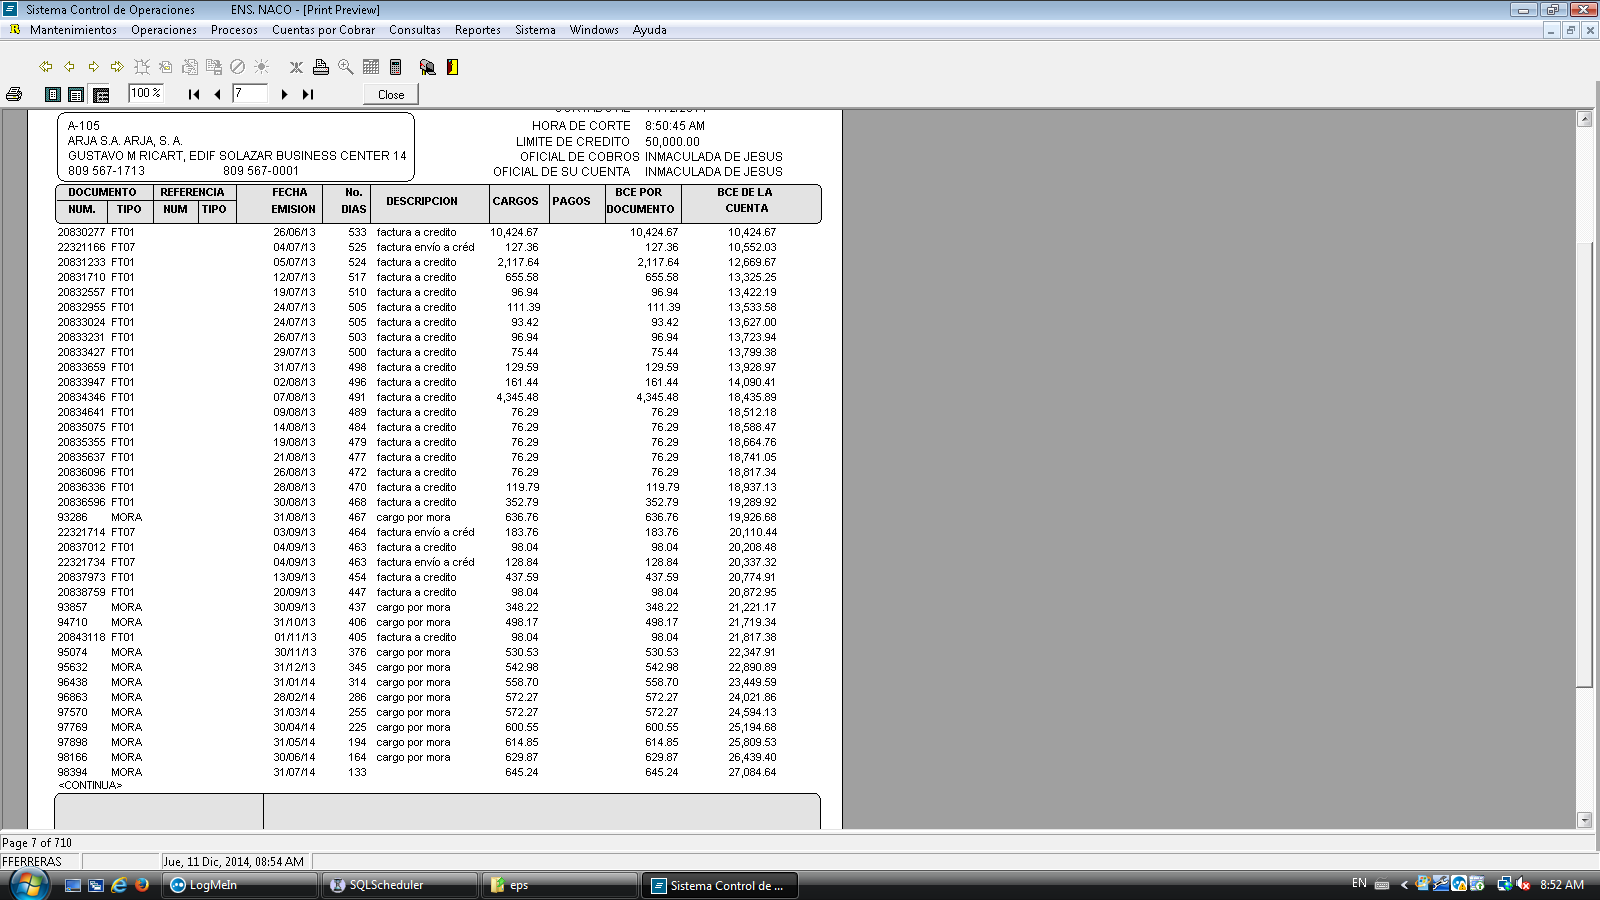 Sistema Control de Operaciones ENS. NACO - [Print Preview]
Mantenimientos Operaciones Procesos Cuentas por Cobrar Consultas Reportes Sistema Windows Ayuda
100 % 7 Close
A-105
ARJA S.A. ARJA, S. A.
GUSTAVO M RICART, EDIF SOLAZAR BUSINESS CENTER 14
809 567-1713 809 567-0001
HORA DE CORTE 8:50:45 AM
LIMITE DE CREDITO 50,000.00
OFICIAL DE COBROS INMACULADA DE JESUS
OFICIAL DE SU CUENTA INMACULADA DE JESUS
DOCUMENTO REFERENCIA FECHA No. DESCRIPCION CARGOS PAGOS BCE POR BCE DE LA
NUM. TIPO NUM TIPO EMISION DIAS DOCUMENTO CUENTA
20830277 FT01 26/06/13 533 factura a credito 10,424.67 10,424.67 10,424.67
22321166 FT07 04/07/13 525 factura envío a créd 127.36 127.36 10,552.03
20831233 FT01 05/07/13 524 factura a credito 2,117.64 2,117.64 12,669.67
20831710 FT01 12/07/13 517 factura a credito 655.58 655.58 13,325.25
20832557 FT01 19/07/13 510 factura a credito 96.94 96.94 13,422.19
20832955 FT01 24/07/13 505 factura a credito 111.39 111.39 13,533.58
20833024 FT01 24/07/13 505 factura a credito 93.42 93.42 13,627.00
20833231 FT01 26/07/13 503 factura a credito 96.94 96.94 13,723.94
20833427 FT01 29/07/13 500 factura a credito 75.44 75.44 13,799.38
20833659 FT01 31/07/13 498 factura a credito 129.59 129.59 13,928.97
20833947 FT01 02/08/13 496 factura a credito 161.44 161.44 14,090.41
20834346 FT01 07/08/13 491 factura a credito 4,345.48 4,345.48 18,435.89
20834641 FT01 09/08/13 489 factura a credito 76.29 76.29 18,512.18
20835075 FT01 14/08/13 484 factura a credito 76.29 76.29 18,588.47
20835355 FT01 19/08/13 479 factura a credito 76.29 76.29 18,664.76
20835637 FT01 21/08/13 477 factura a credito 76.29 76.29 18,741.05
20836096 FT01 26/08/13 472 factura a credito 76.29 76.29 18,817.34
20836336 FT01 28/08/13 470 factura a credito 119.79 119.79 18,937.13
20836596 FT01 30/08/13 468 factura a credito 352.79 352.79 19,289.92
93286 MORA 31/08/13 467 cargo por mora 636.76 636.76 19,926.68
22321714 FT07 03/09/13 464 factura envío a créd 183.76 183.76 20,110.44
20837012 FT01 04/09/13 463 factura a credito 98.04 98.04 20,208.48
22321734 FT07 04/09/13 463 factura envío a créd 128.84 128.84 20,337.32
20837973 FT01 13/09/13 454 factura a credito 437.59 437.59 20,774.91
20838759 FT01 20/09/13 447 factura a credito 98.04 98.04 20,872.95
93857 MORA 30/09/13 437 cargo por mora 348.22 348.22 21,221.17
94710 MORA 31/10/13 406 cargo por mora 498.17 498.17 21,719.34
20843118 FT01 01/11/13 405 factura a credito 98.04 98.04 21,817.38
95074 MORA 30/11/13 376 cargo por mora 530.53 530.53 22,347.91
95632 MORA 31/12/13 345 cargo por mora 542.98 542.98 22,890.89
96438 MORA 31/01/14 314 cargo por mora 558.70 558.70 23,449.59
96863 MORA 28/02/14 286 cargo por mora 572.27 572.27 24,021.86
97570 MORA 31/03/14 255 cargo por mora 572.27 572.27 24,594.13
97769 MORA 30/04/14 225 cargo por mora 600.55 600.55 25,194.68
97898 MORA 31/05/14 194 cargo por mora 614.85 614.85 25,809.53
98166 MORA 30/06/14 164 cargo por mora 629.87 629.87 26,439.40
98394 MORA 31/07/14 133 645.24 645.24 27,084.64
<CONTINUA>
Page 7 of 710
FFERRERAS Jue, 11 Dic, 2014, 08:54 AM
LogMeIn SQLScheduler eps Sistema Control de ... EN 8:52 AM